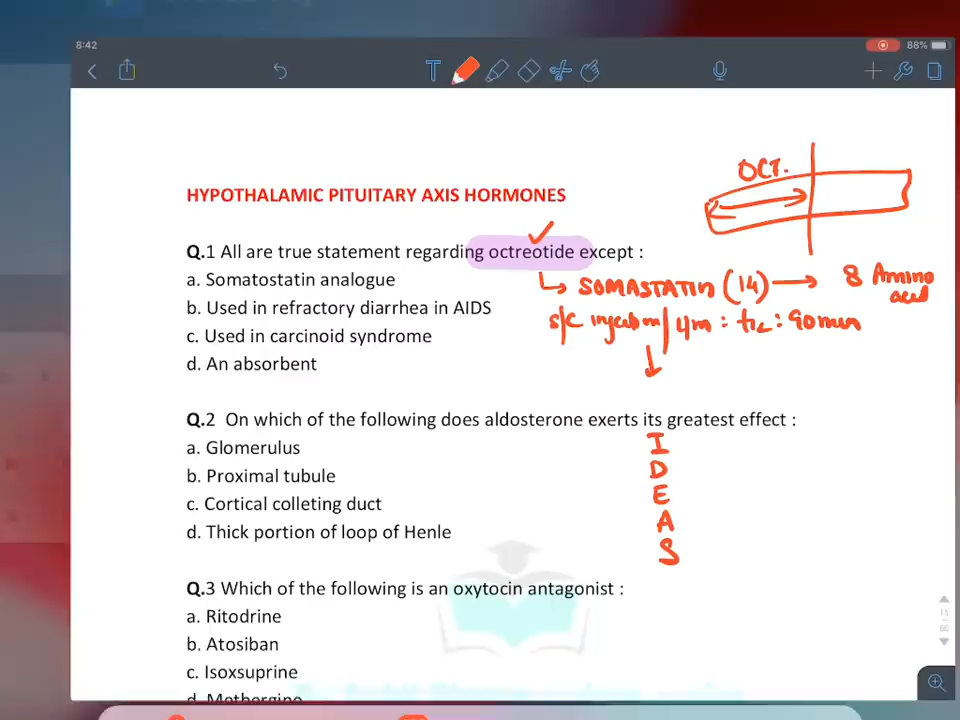 8:42
88%
T
HYPOTHALAMIC PITUITARY AXIS HORMONES
OCT.
Q.1 All are true statement regarding octreotide except :
a. Somatostatin analogue
SOMASTATIN (14) → 8 Amino acid
b. Used in refractory diarrhea in AIDS
s/c injection / I/m : t1/2 : 90 min
c. Used in carcinoid syndrome
d. An absorbent
Q.2 On which of the following does aldosterone exerts its greatest effect :
a. Glomerulus
b. Proximal tubule
c. Cortical colleting duct
d. Thick portion of loop of Henle
I
D
E
A
S
Q.3 Which of the following is an oxytocin antagonist :
a. Ritodrine
b. Atosiban
c. Isoxsuprine
d. Methergine
15
60